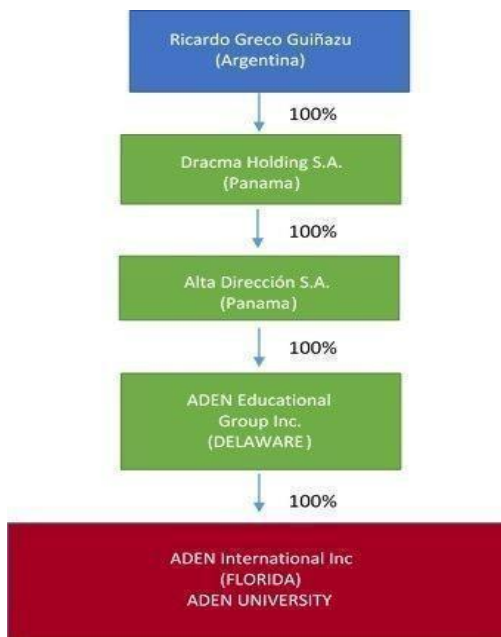 Ricardo Greco Guiñazu
(Argentina)
100%
Dracma Holding S.A.
(Panama)
100%
Alta Dirección S.A.
(Panama)
100%
ADEN Educational
Group Inc.
(DELAWARE)
100%
ADEN International Inc
(FLORIDA)
ADEN UNIVERSITY